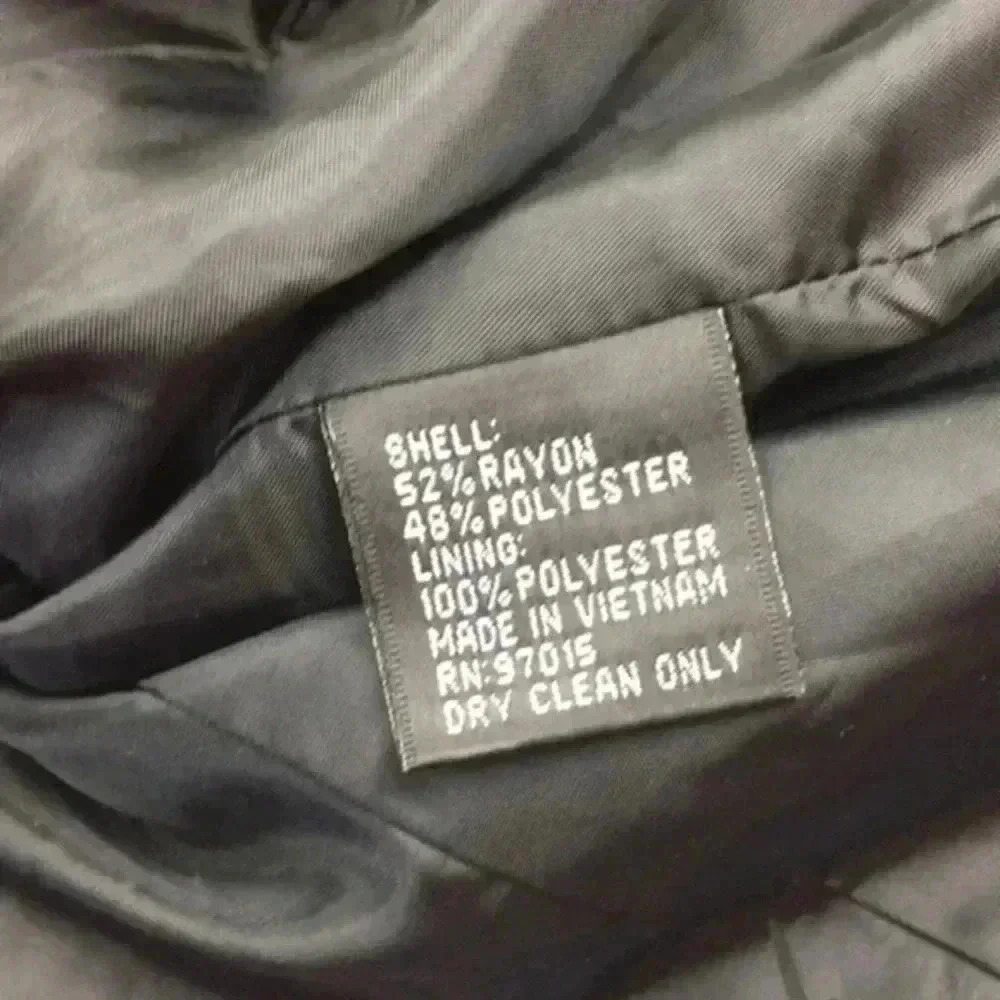 SHELL:
52% RAYON
48% POLYESTER
LINING:
100% POLYESTER
MADE IN VIETNAM
RN:97015
DRY CLEAN ONLY